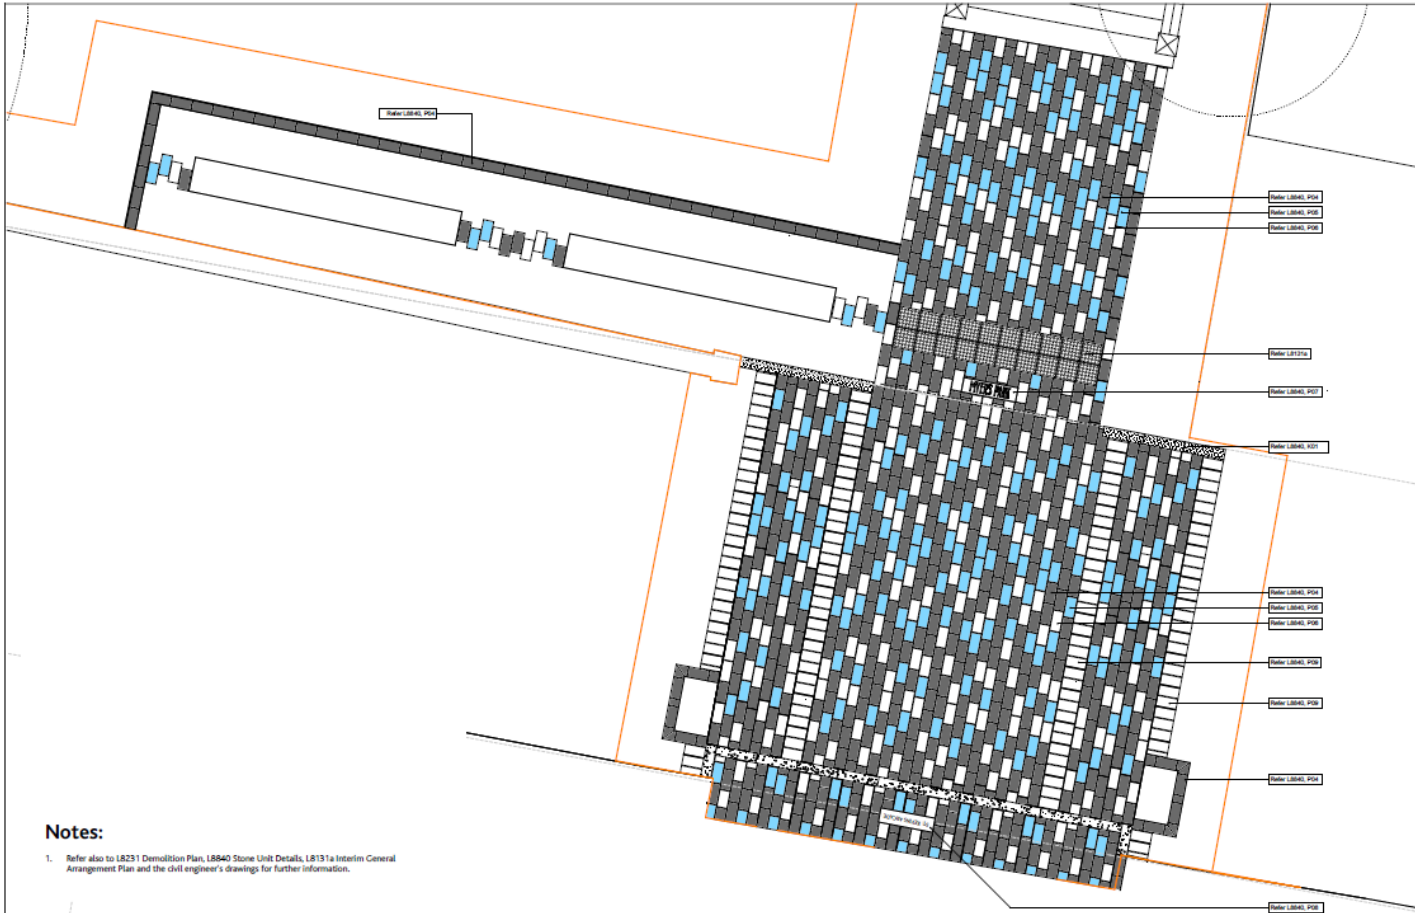 Refer L8840, P04
Refer L8840, P04
Refer L8840, P05
Refer L8840, P06
Refer L8131a
MYERS PARK
Refer L8840, P07
Refer L8840, K01
Refer L8840, P04
Refer L8840, P05
Refer L8840, P06
Refer L8840, P09
Refer L8840, P09
Refer L8840, P04
Refer L8840, P08
Notes:
1. Refer also to L8231 Demolition Plan, L8840 Stone Unit Details, L8131a Interim General
Arrangement Plan and the civil engineer's drawings for further information.